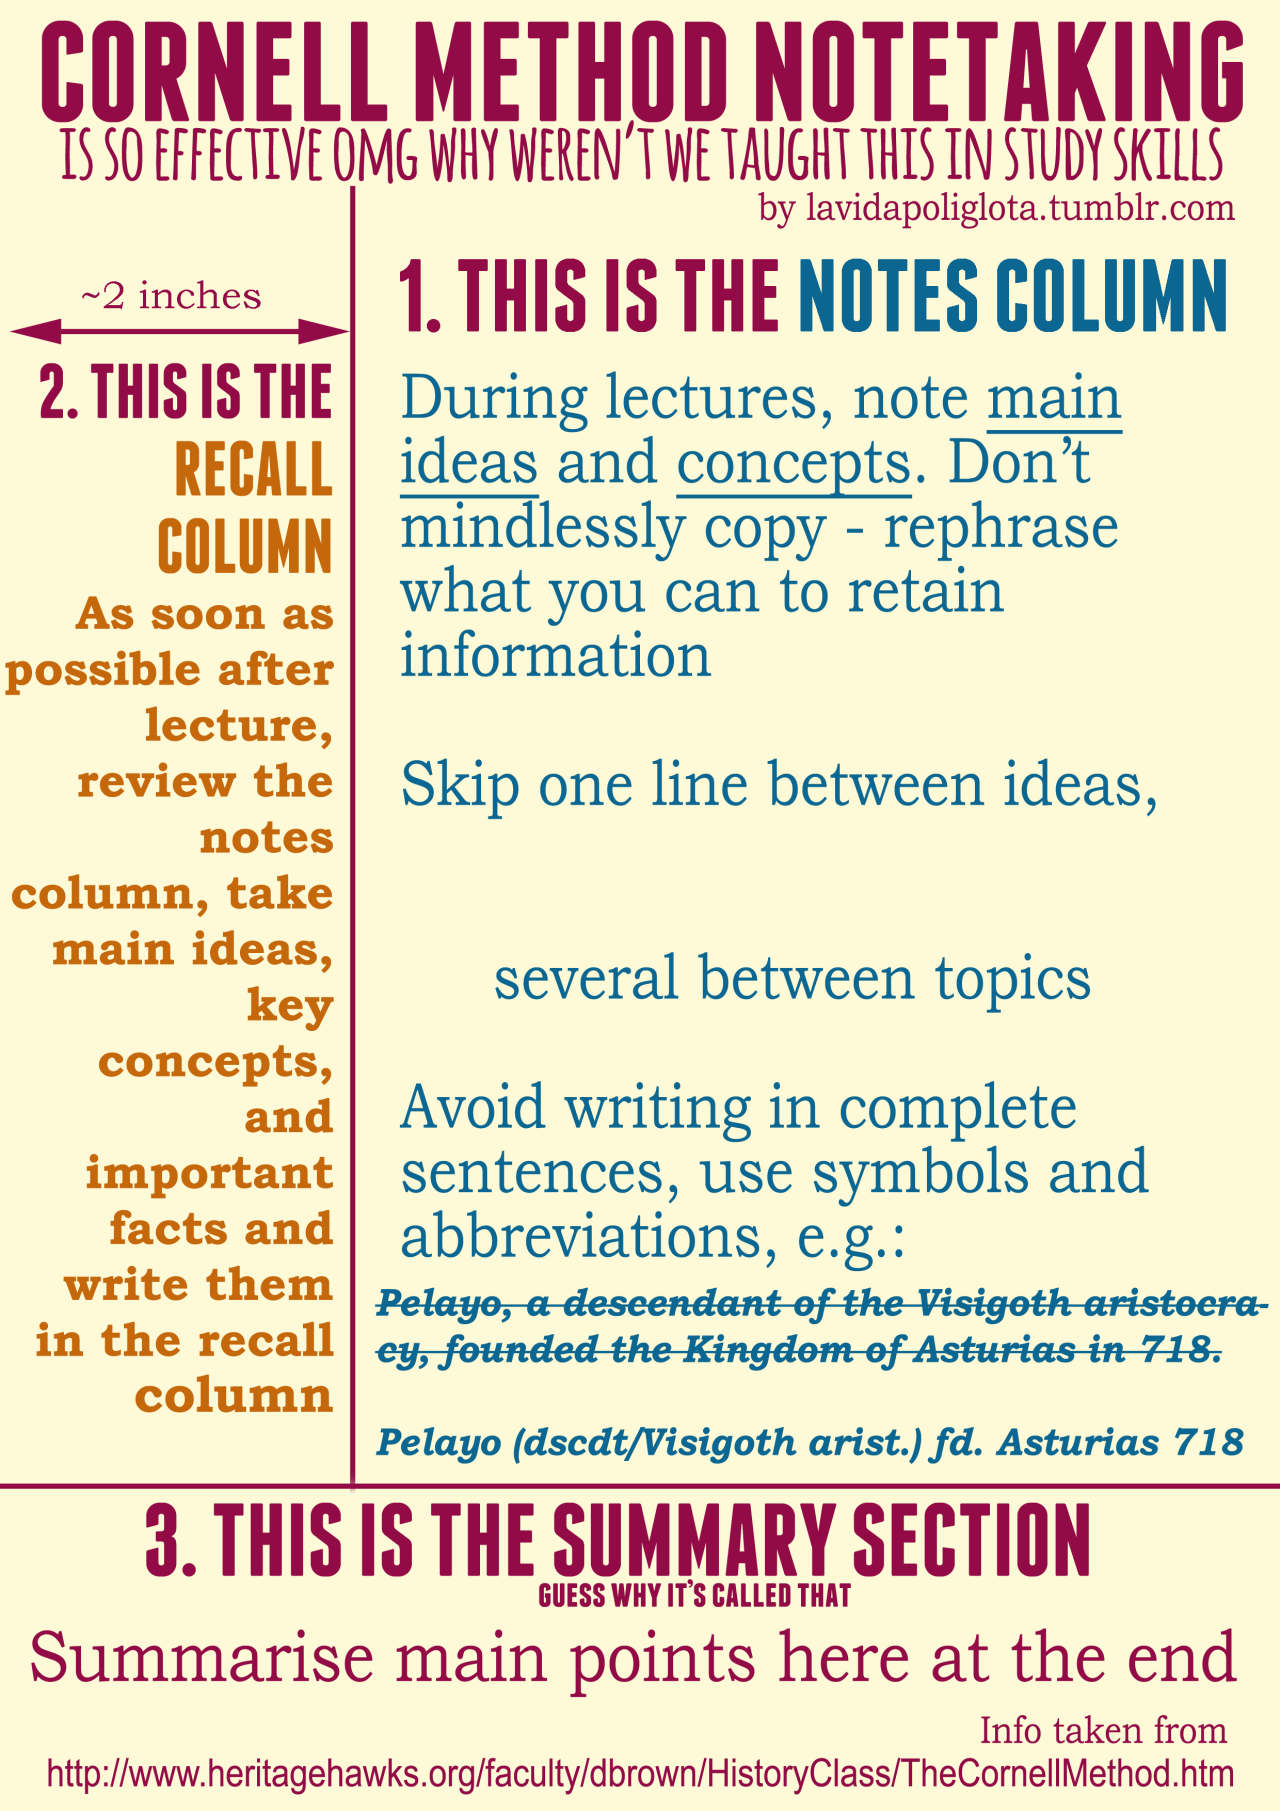 CORNELL METHOD NOTETAKING
IS SO EFFECTIVE OMG WHY WEREN'T WE TAUGHT THIS IN STUDY SKILLS
by lavidapoliglota.tumblr.com
1. THIS IS THE NOTES COLUMN
During lectures, note main
ideas and concepts. Don't
mindlessly copy - rephrase
what you can to retain
information
Skip one line between ideas,
several between topics
Avoid writing in complete
sentences, use symbols and
abbreviations, e.g.:
Pelayo, a descendant of the Visigoth aristocra-
cy, founded the Kingdom of Asturias in 718.
Pelayo (dscdt/Visigoth arist.) fd. Asturias 718
~2 inches
2. THIS IS THE
RECALL
COLUMN
As soon as
possible after
lecture,
review the
notes
column, take
main ideas,
key
concepts,
and
important
facts and
write them
in the recall
column
3. THIS IS THE SUMMARY SECTION
GUESS WHY IT'S CALLED THAT
Summarise main points here at the end
Info taken from
http://www.heritagehawks.org/faculty/dbrown/HistoryClass/TheCornellMethod.htm